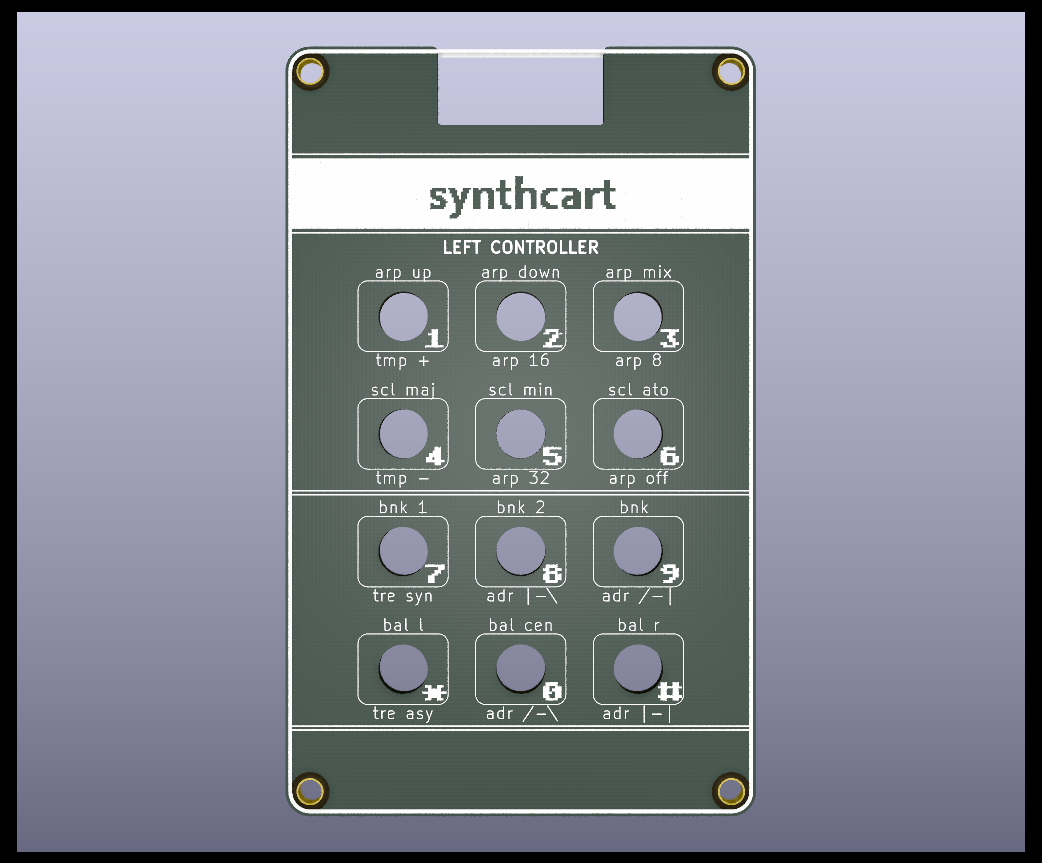 synthcart
LEFT CONTROLLER
arp up arp down arp mix
1 2 3
tmp + arp 16 arp 8
scl maj scl min scl ato
4 5 6
tmp - arp 32 arp off
bnk 1 bnk 2 bnk
7 8 9
tre syn adr |-\ adr /-|
bal l bal cen bal r
* 0 #
tre asy adr /-\ adr |-|